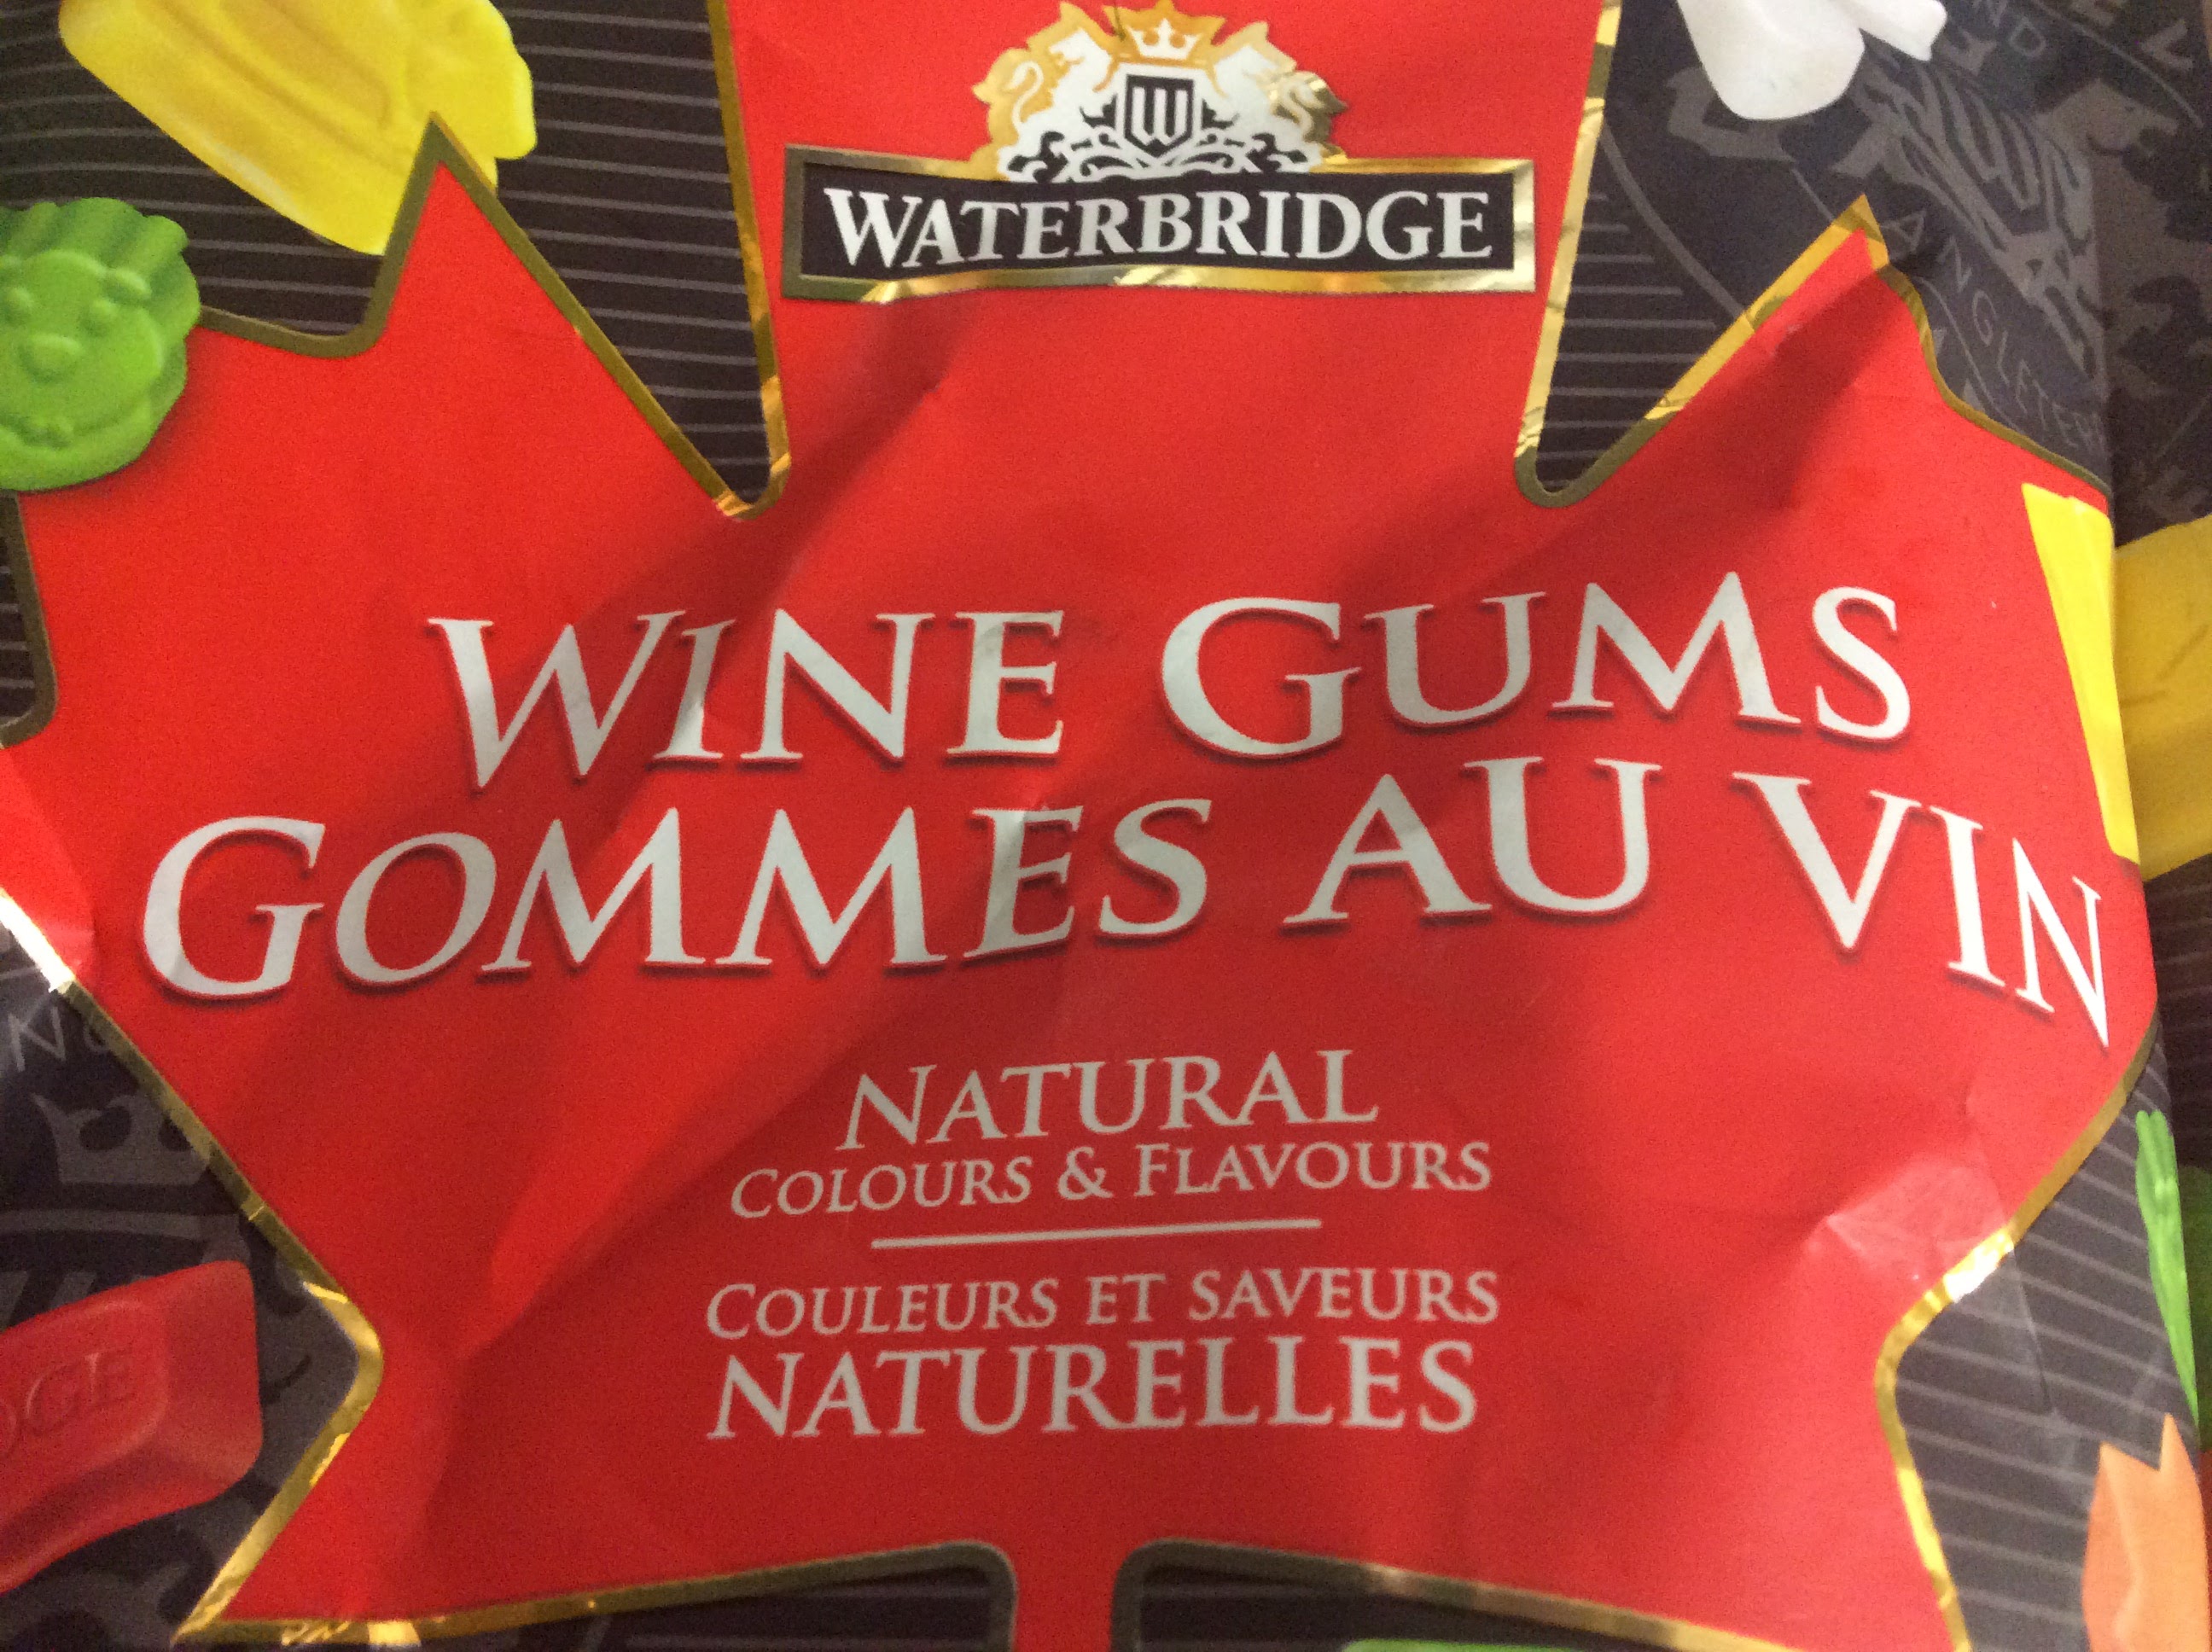 W
WATERBRIDGE
WINE GUMS
GOMMES AU VIN
NATURAL
COLOURS & FLAVOURS
COULEURS ET SAVEURS
NATURELLES